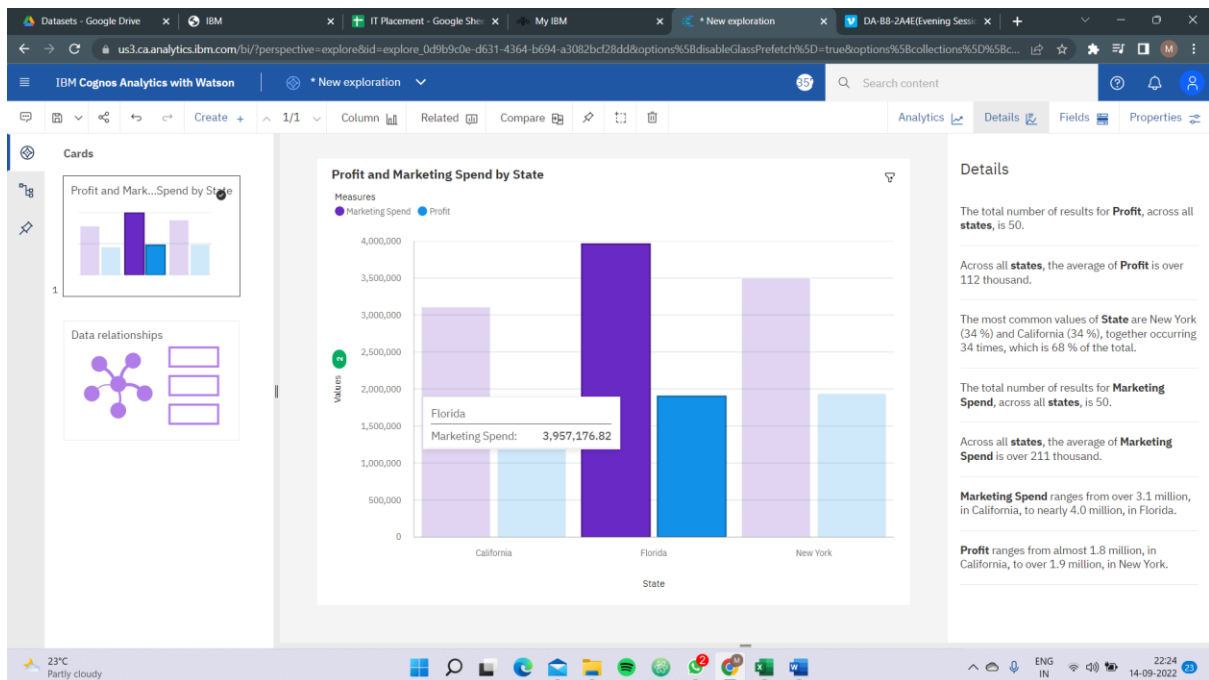 Datasets - Google Drive
IBM
IT Placement - Google Shee
My IBM
* New exploration
DA-B8-2A4E(Evening Sessio
us3.ca.analytics.ibm.com/bi/?perspective=explore&id=explore_0d9b9c0e-d631-4364-b694-a3082bcf28dd&options%5BdisableGlassPrefetch%5D=true&options%5Bcollections%5D%5Bc...
M
IBM Cognos Analytics with Watson
* New exploration
Search content
Create +
1/1
Column
Related
Compare
Analytics
Details
Fields
Properties
Cards
Profit and Mark...Spend by State
1
Data relationships
Profit and Marketing Spend by State
Measures
Marketing Spend Profit
4,000,000
3,500,000
3,000,000
2,500,000
2,000,000
1,500,000
1,000,000
500,000
0
Values
2
Florida
Marketing Spend: 3,957,176.82
California
Florida
New York
State
Details
The total number of results for Profit, across all
states, is 50.
Across all states, the average of Profit is over
112 thousand.
The most common values of State are New York
(34 %) and California (34 %), together occurring
34 times, which is 68 % of the total.
The total number of results for Marketing
Spend, across all states, is 50.
Across all states, the average of Marketing
Spend is over 211 thousand.
Marketing Spend ranges from over 3.1 million,
in California, to nearly 4.0 million, in Florida.
Profit ranges from almost 1.8 million, in
California, to over 1.9 million, in New York.
23°C
Partly cloudy
2
ENG
IN
22:24
14-09-2022
23